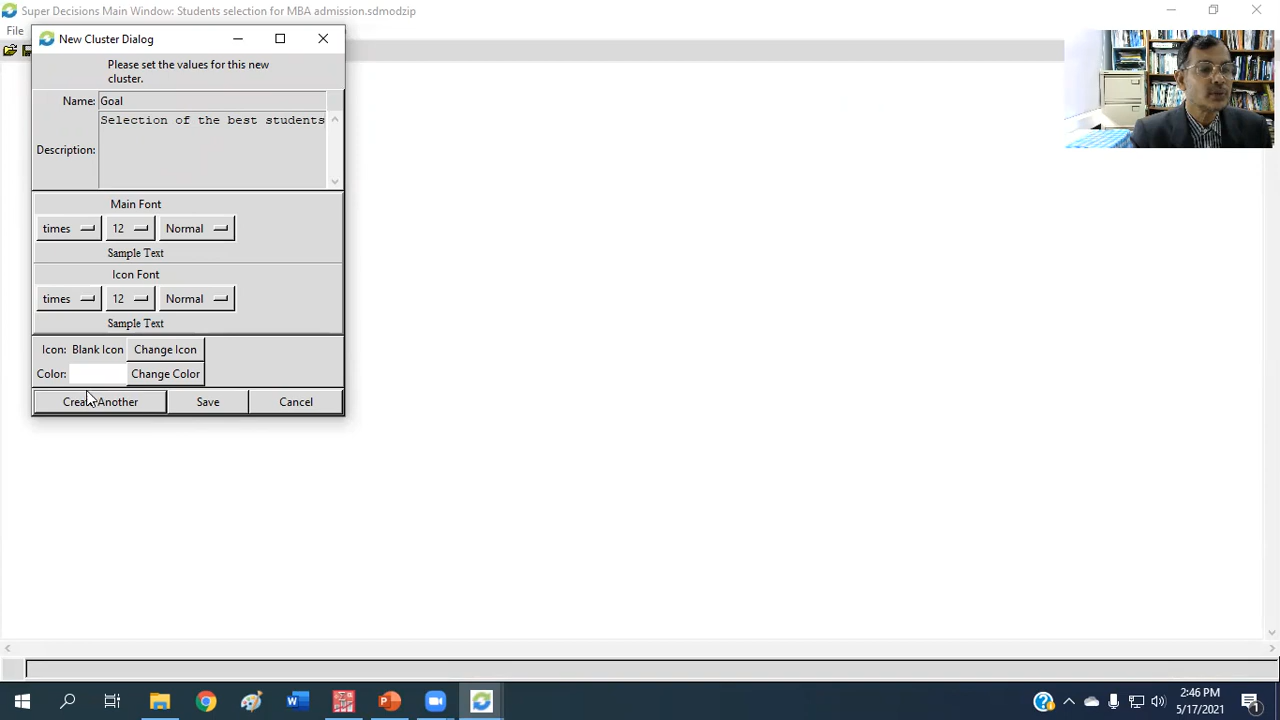 Super Decisions Main Window: Students selection for MBA admission.sdmodzip
File
New Cluster Dialog
Please set the values for this new
cluster.
Name: Goal
Selection of the best students
Description:
Main Font
times 12 Normal
Sample Text
Icon Font
times 12 Normal
Sample Text
Icon: Blank Icon Change Icon
Color: Change Color
Create Another Save Cancel
2:46 PM
5/17/2021
1